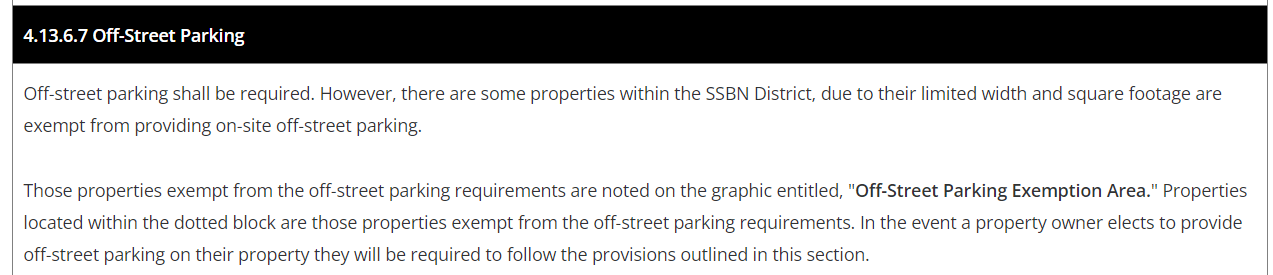 4.13.6.7 Off-Street Parking
Off-street parking shall be required. However, there are some properties within the SSBN District, due to their limited width and square footage are
exempt from providing on-site off-street parking.
Those properties exempt from the off-street parking requirements are noted on the graphic entitled, "Off-Street Parking Exemption Area." Properties
located within the dotted block are those properties exempt from the off-street parking requirements. In the event a property owner elects to provide
off-street parking on their property they will be required to follow the provisions outlined in this section.